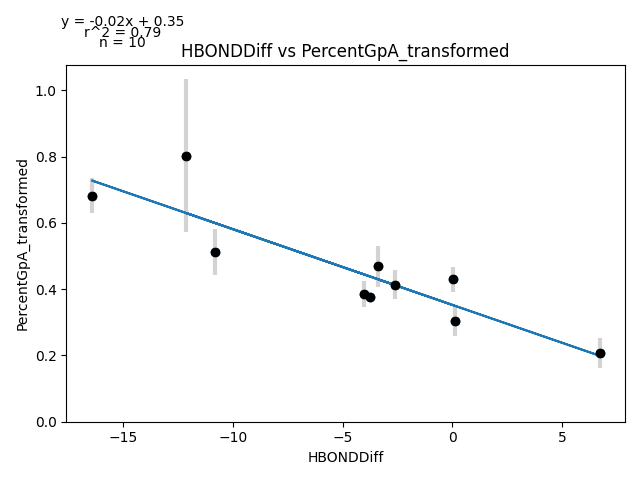 y = -0.02x + 0.35
r^2 = 0.79
n = 10
HBONDDiff vs PercentGpA_transformed
PercentGpA_transformed
1.0
0.8
0.6
0.4
0.2
0.0
−15
−10
−5
0
5
HBONDDiff